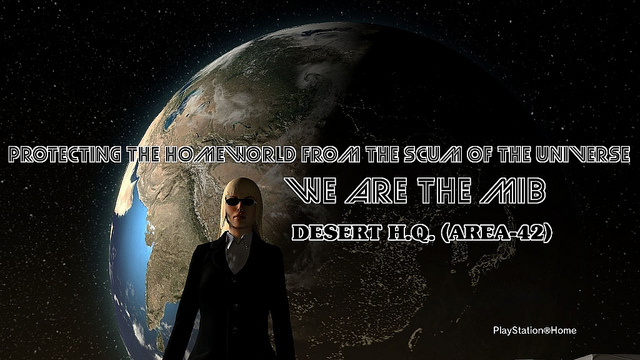 PROTECTING THE HOMEWORLD FROM THE SCUM OF THE UNIVERSE
WE ARE THE MIB
DESERT H.Q. (AREA-42)
PlayStation®Home